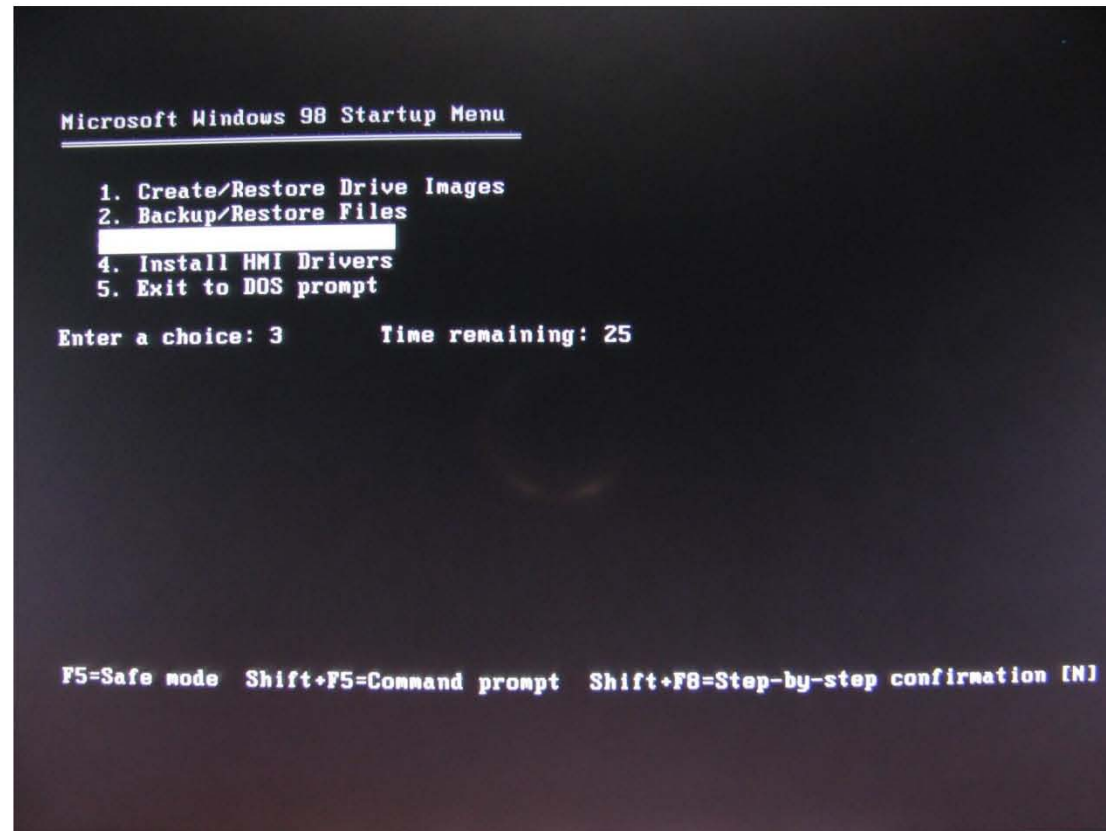 Microsoft Windows 98 Startup Menu
1. Create/Restore Drive Images
2. Backup/Restore Files
4. Install HMI Drivers
5. Exit to DOS prompt
Enter a choice: 3 Time remaining: 25
F5=Safe mode Shift+F5=Command prompt Shift+F8=Step-by-step confirmation [N]